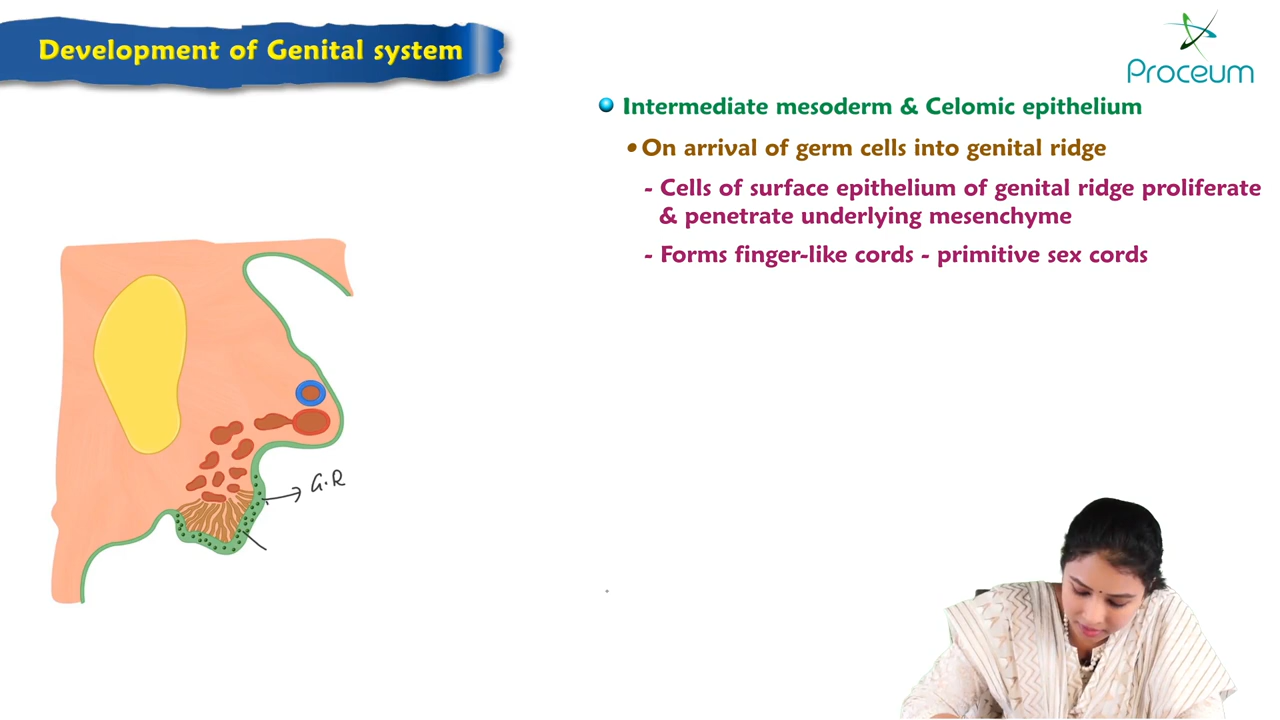 Development of Genital system
Proceum
Intermediate mesoderm & Celomic epithelium
• On arrival of germ cells into genital ridge
- Cells of surface epithelium of genital ridge proliferate
& penetrate underlying mesenchyme
- Forms finger-like cords - primitive sex cords
G.R